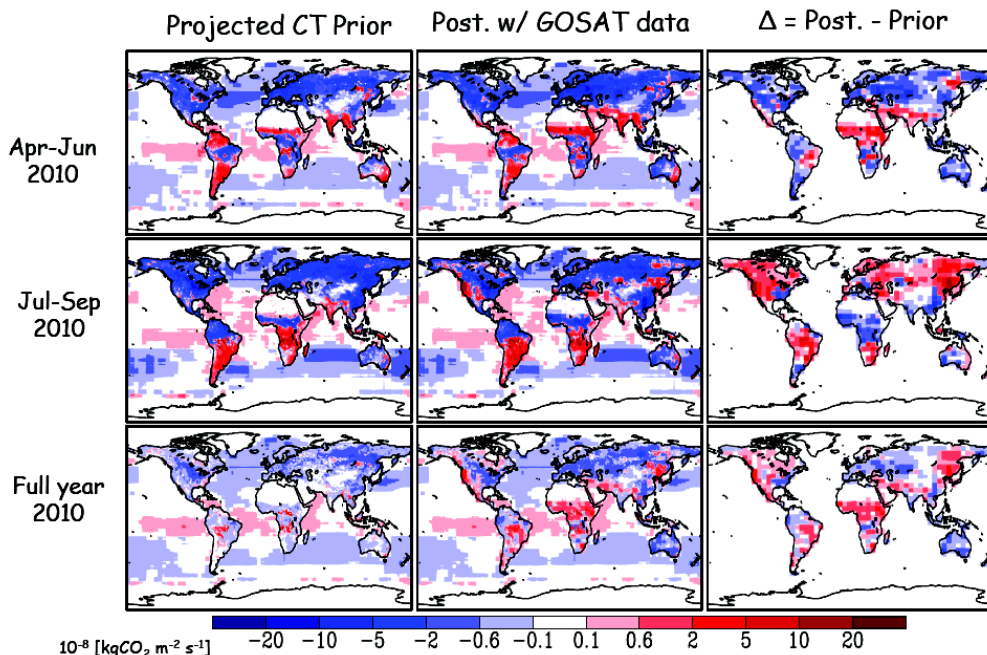 Projected CT Prior Post. w/ GOSAT data Δ = Post. - Prior
Apr-Jun
2010
Jul-Sep
2010
Full year
2010
-20 -10 -5 -2 -0.6 -0.1 0.1 0.6 2 5 10 20
10⁻⁸ [kgCO₂ m⁻² s⁻¹]